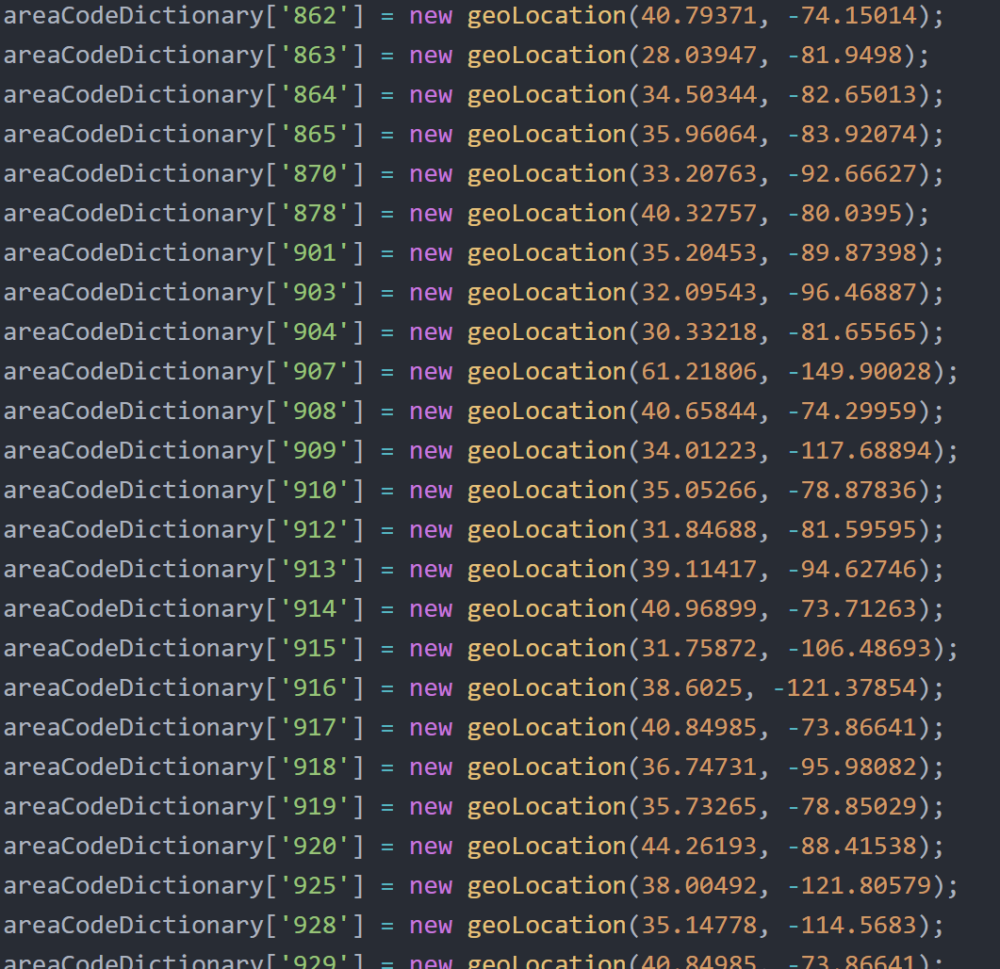 areaCodeDictionary['862'] = new geoLocation(40.79371, -74.15014);
areaCodeDictionary['863'] = new geoLocation(28.03947, -81.9498);
areaCodeDictionary['864'] = new geoLocation(34.50344, -82.65013);
areaCodeDictionary['865'] = new geoLocation(35.96064, -83.92074);
areaCodeDictionary['870'] = new geoLocation(33.20763, -92.66627);
areaCodeDictionary['878'] = new geoLocation(40.32757, -80.0395);
areaCodeDictionary['901'] = new geoLocation(35.20453, -89.87398);
areaCodeDictionary['903'] = new geoLocation(32.09543, -96.46887);
areaCodeDictionary['904'] = new geoLocation(30.33218, -81.65565);
areaCodeDictionary['907'] = new geoLocation(61.21806, -149.90028);
areaCodeDictionary['908'] = new geoLocation(40.65844, -74.29959);
areaCodeDictionary['909'] = new geoLocation(34.01223, -117.68894);
areaCodeDictionary['910'] = new geoLocation(35.05266, -78.87836);
areaCodeDictionary['912'] = new geoLocation(31.84688, -81.59595);
areaCodeDictionary['913'] = new geoLocation(39.11417, -94.62746);
areaCodeDictionary['914'] = new geoLocation(40.96899, -73.71263);
areaCodeDictionary['915'] = new geoLocation(31.75872, -106.48693);
areaCodeDictionary['916'] = new geoLocation(38.6025, -121.37854);
areaCodeDictionary['917'] = new geoLocation(40.84985, -73.86641);
areaCodeDictionary['918'] = new geoLocation(36.74731, -95.98082);
areaCodeDictionary['919'] = new geoLocation(35.73265, -78.85029);
areaCodeDictionary['920'] = new geoLocation(44.26193, -88.41538);
areaCodeDictionary['925'] = new geoLocation(38.00492, -121.80579);
areaCodeDictionary['928'] = new geoLocation(35.14778, -114.5683);
areaCodeDictionary['929'] = new geoLocation(40.84985, -73.86641);